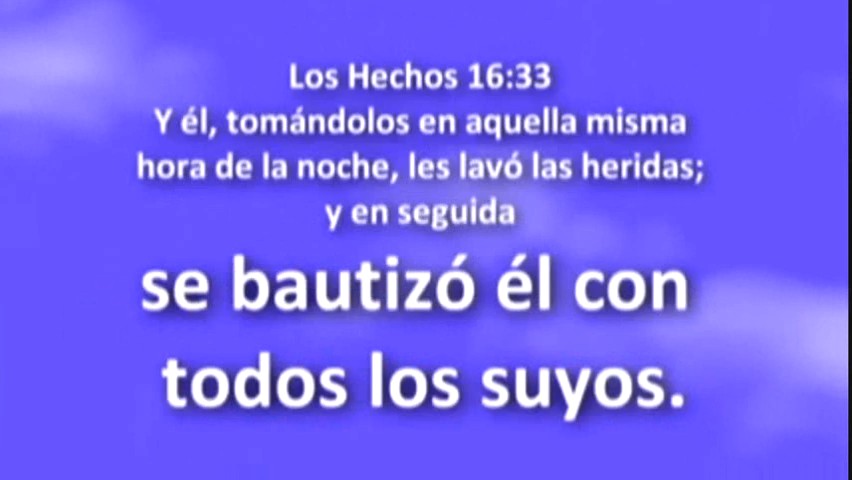 Los Hechos 16:33
Y él, tomándolos en aquella misma
hora de la noche, les lavó las heridas;
y en seguida
se bautizó él con
todos los suyos.